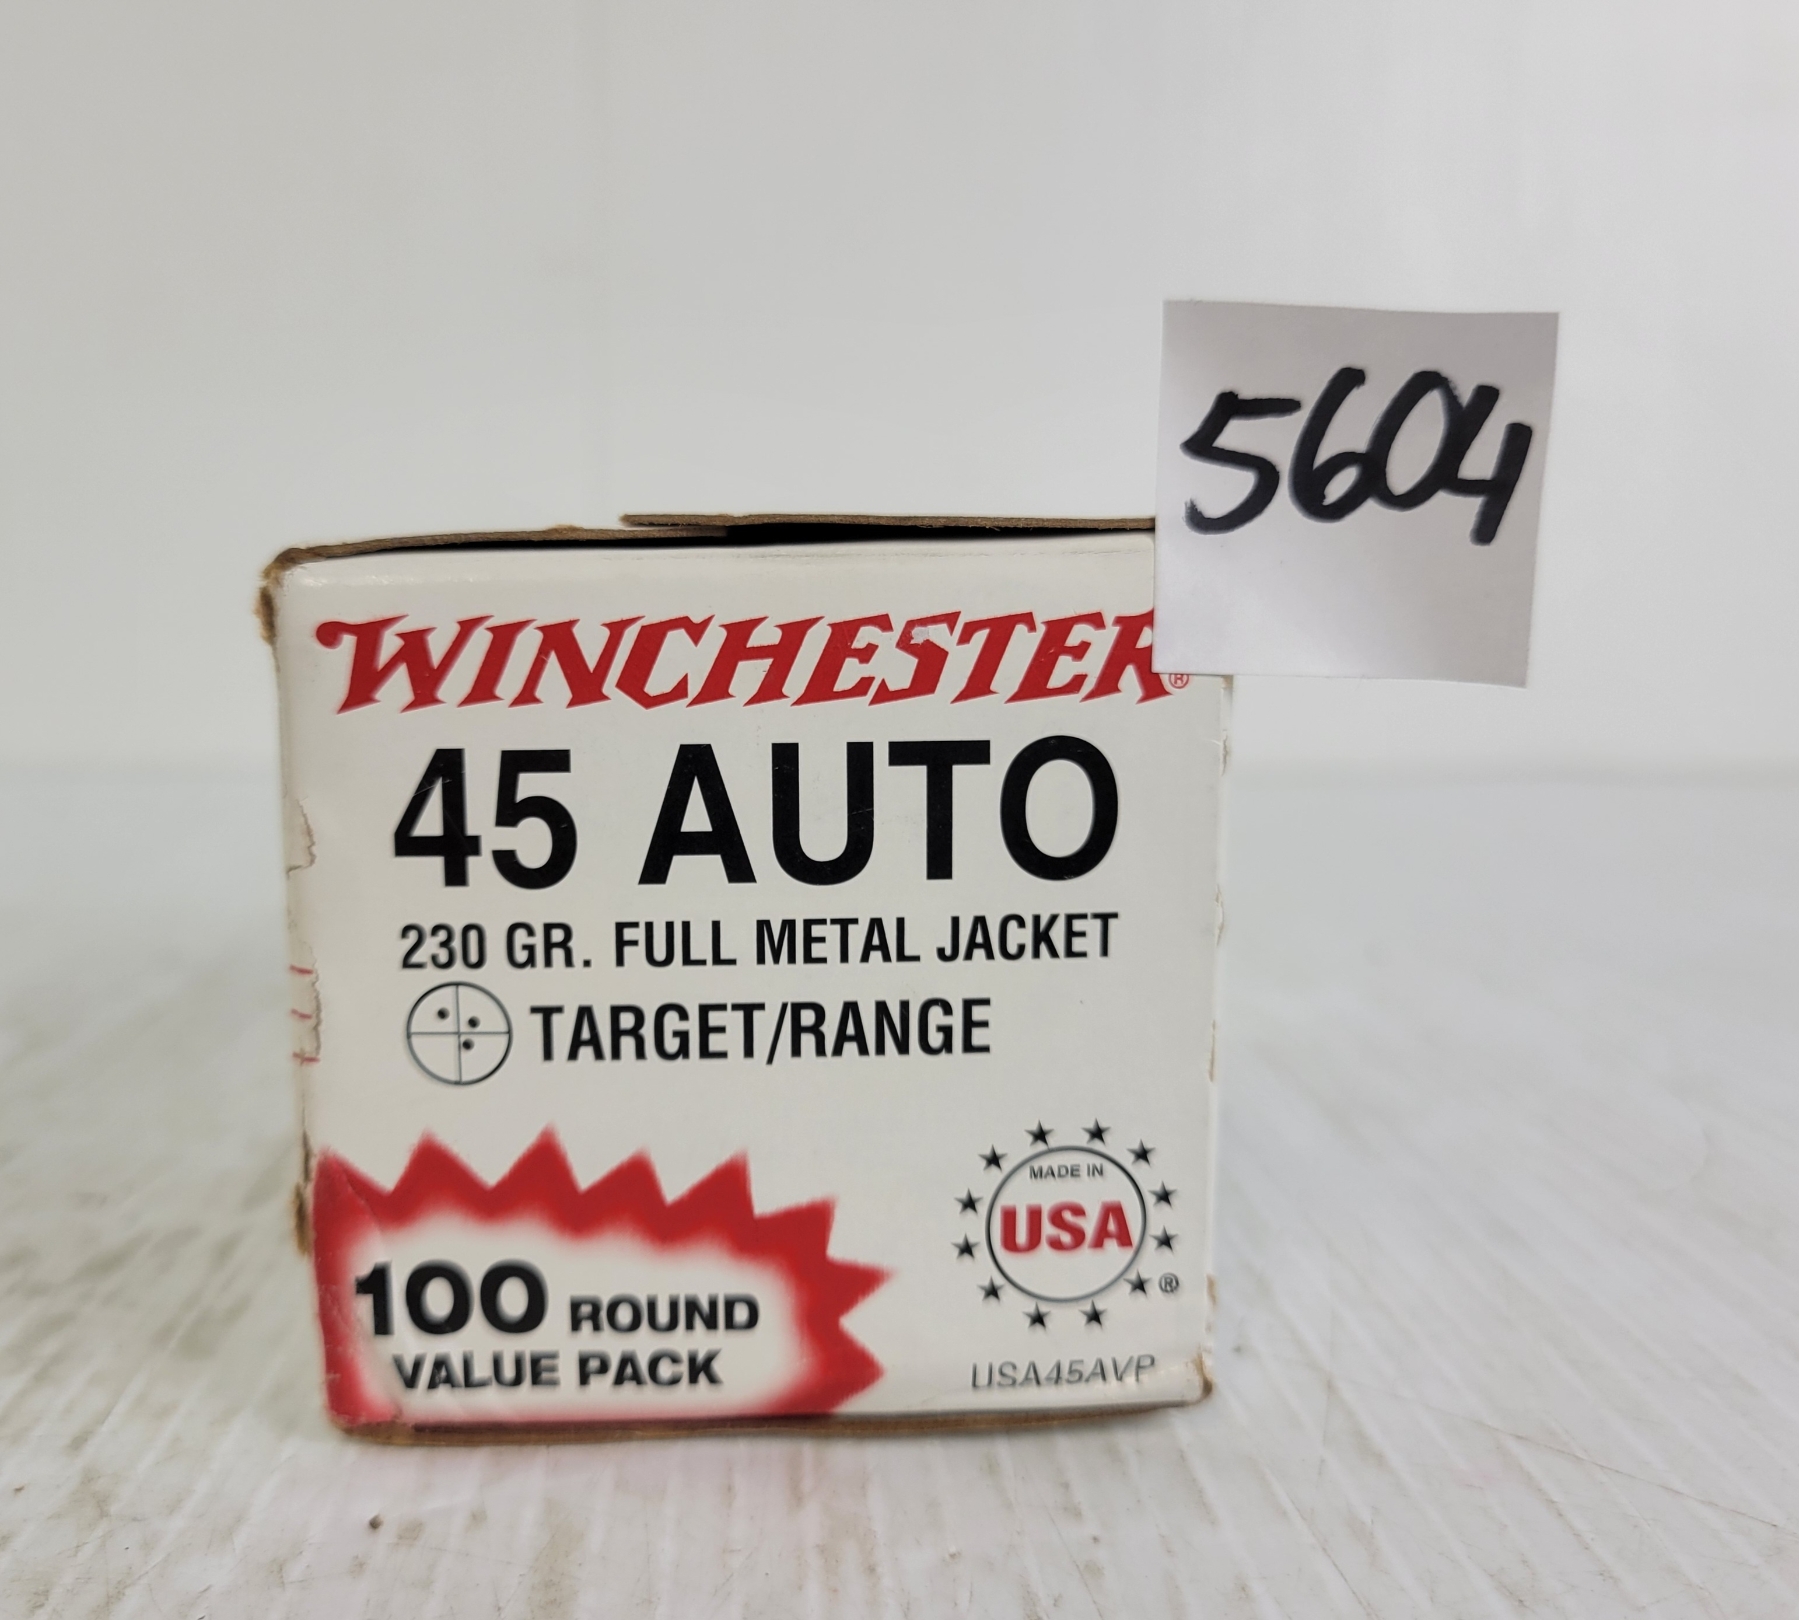 5604
WINCHESTER®
45 AUTO
230 GR. FULL METAL JACKET
TARGET/RANGE
MADE IN
USA
®
100 ROUND
VALUE PACK
USA45AVP